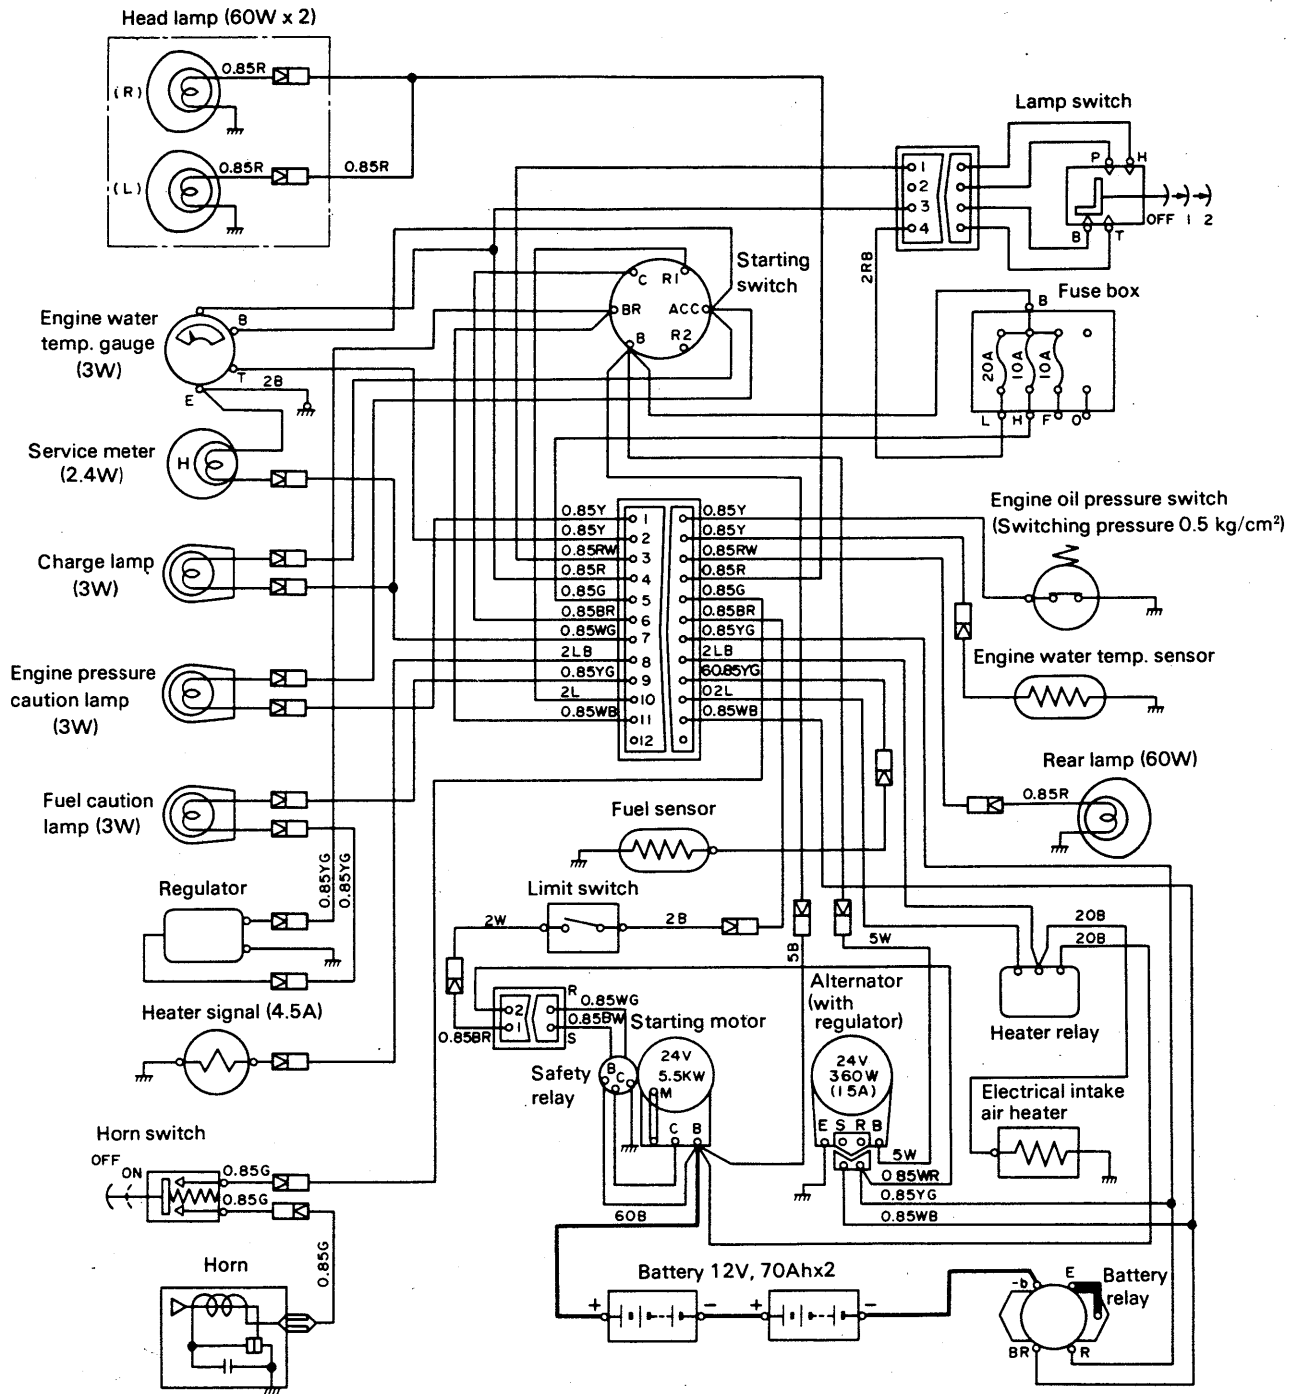 Head lamp (60W x 2)
0.85R
(R)
0.85R
0.85R
(L)
Lamp switch
P H
1
2
3
4
OFF 1 2
B T
2RB
Starting
switch
C R1
BR ACC
B R2
Fuse box
B
20A
10A
10A
L H F O
Engine water
temp. gauge
(3W)
B
T
E
2B
Service meter
(2.4W)
H
Charge lamp
(3W)
Engine pressure
caution lamp
(3W)
Fuel caution
lamp (3W)
0.85YG
0.85YG
0.85Y 1 0.85Y
0.85Y 2 0.85Y
0.85RW 3 0.85RW
0.85R 4 0.85R
0.85G 5 0.85G
0.85BR 6 0.85BR
0.85WG 7 0.85YG
2LB 8 2LB
0.85YG 9 60.85YG
2L 10 02L
0.85WB 11 0.85WB
12
Engine oil pressure switch
(Switching pressure 0.5 kg/cm²)
Engine water temp. sensor
Rear lamp (60W)
0.85R
Fuel sensor
Regulator
Limit switch
2W
2B
5B
5W
20B
20B
Heater relay
Heater signal (4.5A)
2
1
R
S
0.85WG
0.85BW
0.85BR
Starting motor
24V
5.5KW
M
C B
Safety
relay
B
C
Alternator
(with
regulator)
24V
360W
(15A)
E S R B
5W
0.85WR
0.85YG
0.85WB
Electrical intake
air heater
Horn switch
OFF
ON
0.85G
0.85G
0.85G
60B
Horn
Battery 12V, 70Ahx2
+ - + -
-b E
Battery
relay
BR R